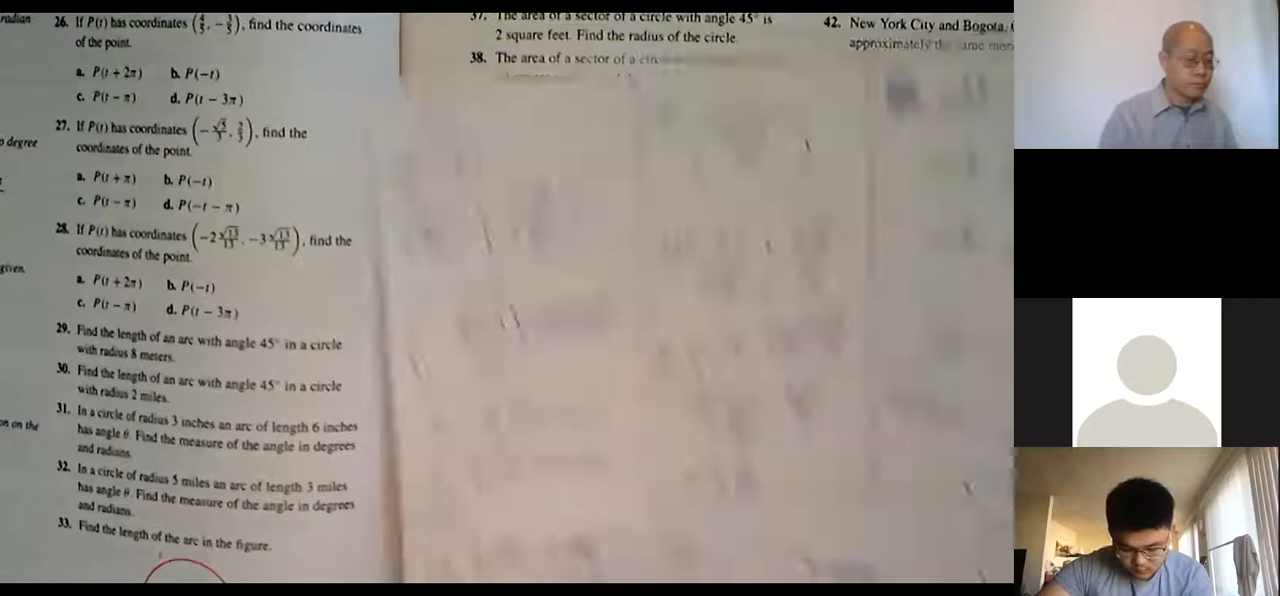 radian
o degree
given.
on on the
26. If P(t) has coordinates (4/5, −3/5), find the coordinates
of the point.
a. P(t + 2π) b. P(−t)
c. P(t − π) d. P(t − 3π)
27. If P(t) has coordinates (−√5/3, 2/3), find the
coordinates of the point.
a. P(t + π) b. P(−t)
c. P(t − π) d. P(−t − π)
28. If P(t) has coordinates (−2√13/13, −3√13/13), find the
coordinates of the point.
a. P(t + 2π) b. P(−t)
c. P(t − π) d. P(t − 3π)
29. Find the length of an arc with angle 45° in a circle
with radius 8 meters.
30. Find the length of an arc with angle 45° in a circle
with radius 2 miles.
31. In a circle of radius 3 inches an arc of length 6 inches
has angle θ. Find the measure of the angle in degrees
and radians.
32. In a circle of radius 5 miles an arc of length 3 miles
has angle θ. Find the measure of the angle in degrees
and radians.
33. Find the length of the arc in the figure.
37. The area of a sector of a circle with angle 45° is
2 square feet. Find the radius of the circle.
38. The area of a sector of a
42. New York City and Bogota,
approximately